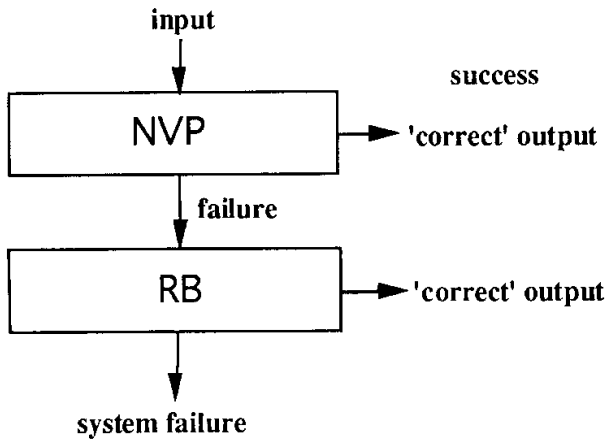 input
success
NVP
'correct' output
failure
RB
'correct' output
system failure